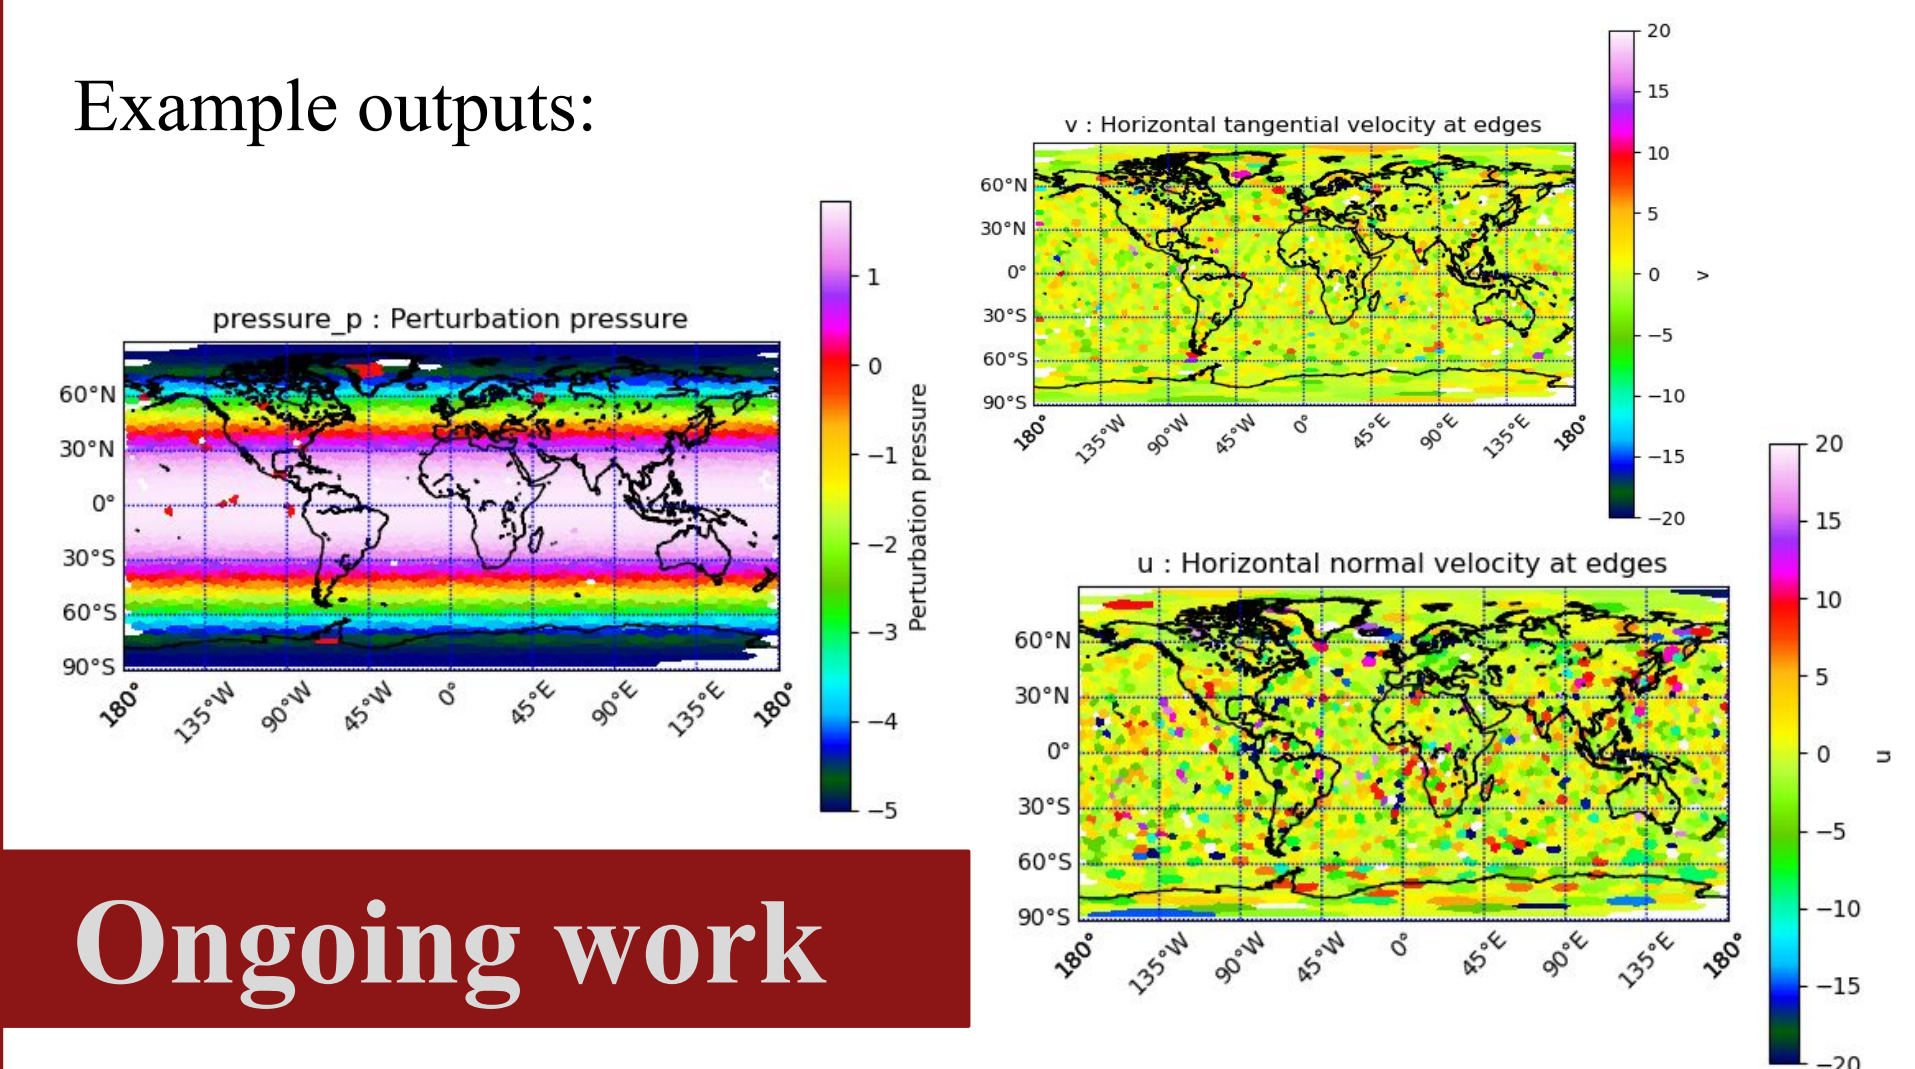 Example outputs:
pressure_p : Perturbation pressure
60°N
30°N
0°
30°S
60°S
90°S
180°
135°W
90°W
45°W
0°
45°E
90°E
135°E
180°
1
0
−1
−2
−3
−4
−5
Perturbation pressure
v : Horizontal tangential velocity at edges
60°N
30°N
0°
30°S
60°S
90°S
180°
135°W
90°W
45°W
0°
45°E
90°E
135°E
180°
20
15
10
5
0
−5
−10
−15
−20
v
u : Horizontal normal velocity at edges
60°N
30°N
0°
30°S
60°S
90°S
180°
135°W
90°W
45°W
0°
45°E
90°E
135°E
180°
20
15
10
5
0
−5
−10
−15
−20
u
Ongoing work